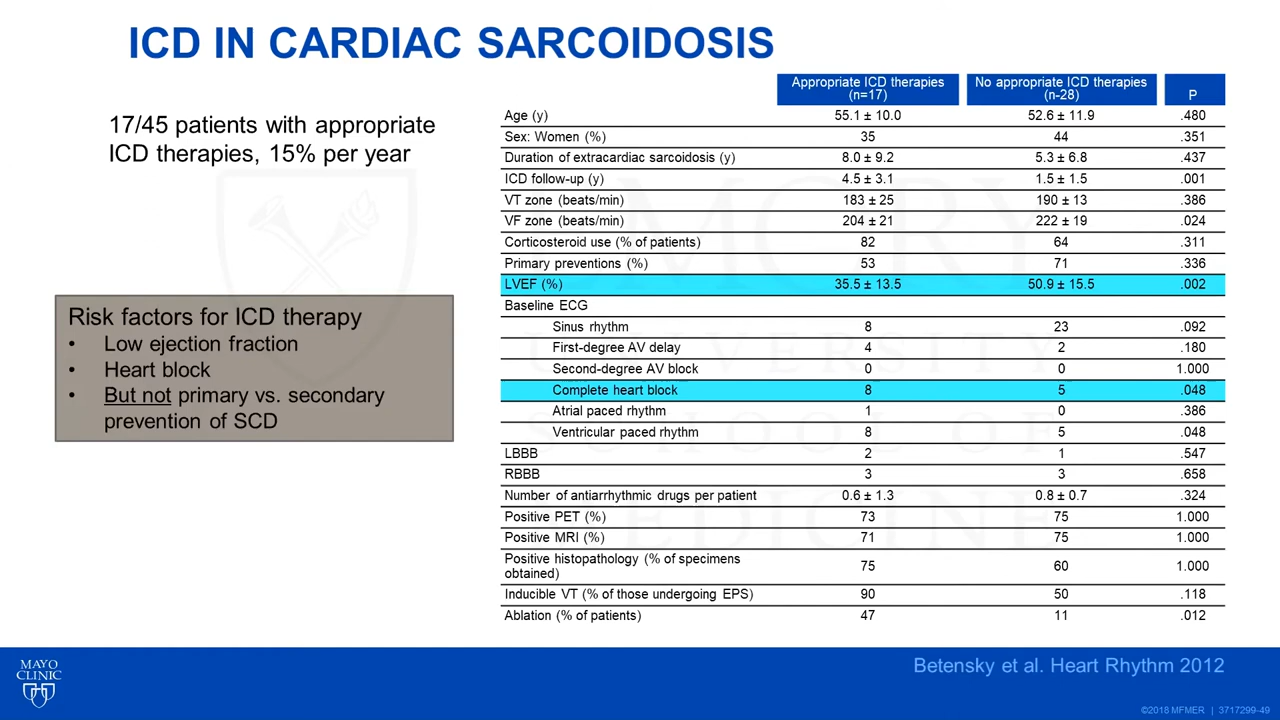 ICD IN CARDIAC SARCOIDOSIS
17/45 patients with appropriate
ICD therapies, 15% per year
Risk factors for ICD therapy
• Low ejection fraction
• Heart block
• But not primary vs. secondary
prevention of SCD
Appropriate ICD therapies (n=17) No appropriate ICD therapies (n-28) P
Age (y) 55.1 ± 10.0 52.6 ± 11.9 .480
Sex: Women (%) 35 44 .351
Duration of extracardiac sarcoidosis (y) 8.0 ± 9.2 5.3 ± 6.8 .437
ICD follow-up (y) 4.5 ± 3.1 1.5 ± 1.5 .001
VT zone (beats/min) 183 ± 25 190 ± 13 .386
VF zone (beats/min) 204 ± 21 222 ± 19 .024
Corticosteroid use (% of patients) 82 64 .311
Primary preventions (%) 53 71 .336
LVEF (%) 35.5 ± 13.5 50.9 ± 15.5 .002
Baseline ECG
Sinus rhythm 8 23 .092
First-degree AV delay 4 2 .180
Second-degree AV block 0 0 1.000
Complete heart block 8 5 .048
Atrial paced rhythm 1 0 .386
Ventricular paced rhythm 8 5 .048
LBBB 2 1 .547
RBBB 3 3 .658
Number of antiarrhythmic drugs per patient 0.6 ± 1.3 0.8 ± 0.7 .324
Positive PET (%) 73 75 1.000
Positive MRI (%) 71 75 1.000
Positive histopathology (% of specimens
obtained) 75 60 1.000
Inducible VT (% of those undergoing EPS) 90 50 .118
Ablation (% of patients) 47 11 .012
EMORY
UNIVERSITY
SCHOOL OF
MEDICINE
MAYO
CLINIC
Betensky et al. Heart Rhythm 2012
©2018 MFMER | 3717299-49